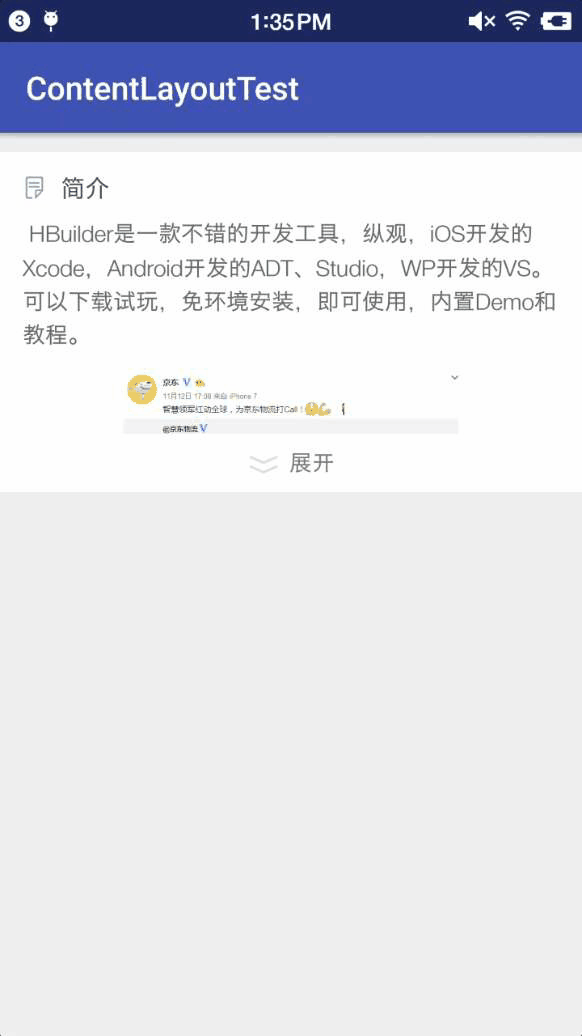 3
1:35PM
ContentLayoutTest
简介
HBuilder是一款不错的开发工具，纵观，iOS开发的
Xcode，Android开发的ADT、Studio，WP开发的VS。
可以下载试玩，免环境安装，即可使用，内置Demo和
教程。
京东 V
11月12日 17:38 来自 iPhone 7
智慧领军红动全球，为京东物流打Call！
@京东物流 V
展开